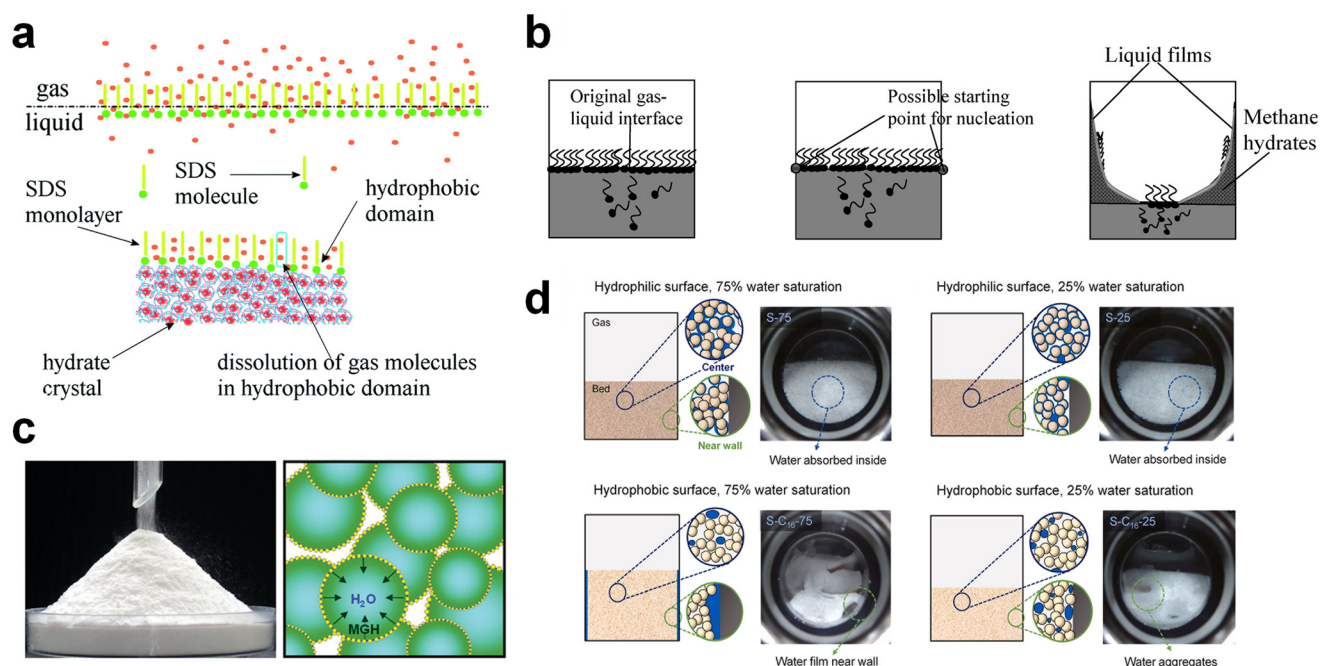 a
gas
liquid
SDS
monolayer
SDS
molecule
hydrophobic
domain
hydrate
crystal
dissolution of gas molecules
in hydrophobic domain
b
Original gas-
liquid interface
Possible starting
point for nucleation
Liquid films
Methane
hydrates
c
H2O
MGH
d
Hydrophilic surface, 75% water saturation
Gas
Bed
Center
Near wall
S-75
Water absorbed inside
Hydrophilic surface, 25% water saturation
S-25
Water absorbed inside
Hydrophobic surface, 75% water saturation
S-C16-75
Water film near wall
Hydrophobic surface, 25% water saturation
S-C16-25
Water aggregates